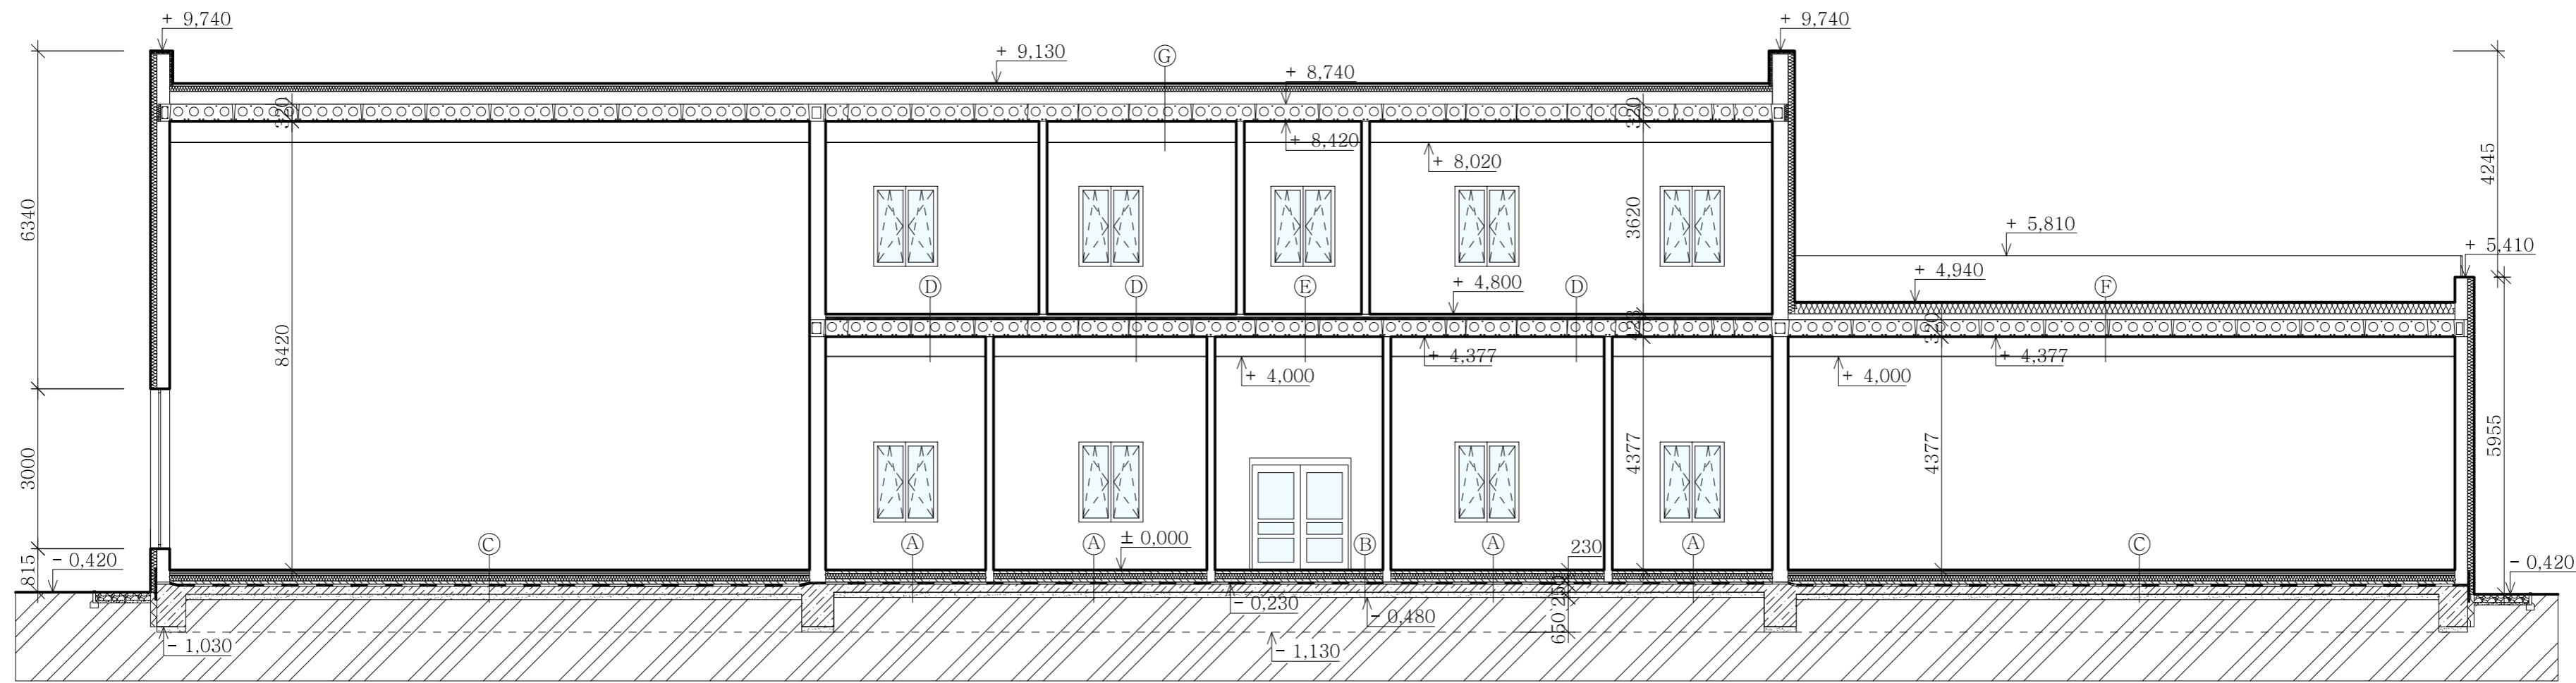 + 9,740
+ 9,740
+ 9,130
G
+ 8,740
320
320
+ 8,420
+ 8,020
4245
6340
3620
+ 5,810
+ 5,410
+ 4,940
+ 4,800
D
D
E
D
F
8420
423
320
+ 4,377
+ 4,377
+ 4,000
+ 4,000
3000
4377
4377
5955
C
A
A
± 0,000
B
A
230
A
C
815
- 0,420
- 0,420
- 0,230
250
- 0,480
650
- 1,030
- 1,130